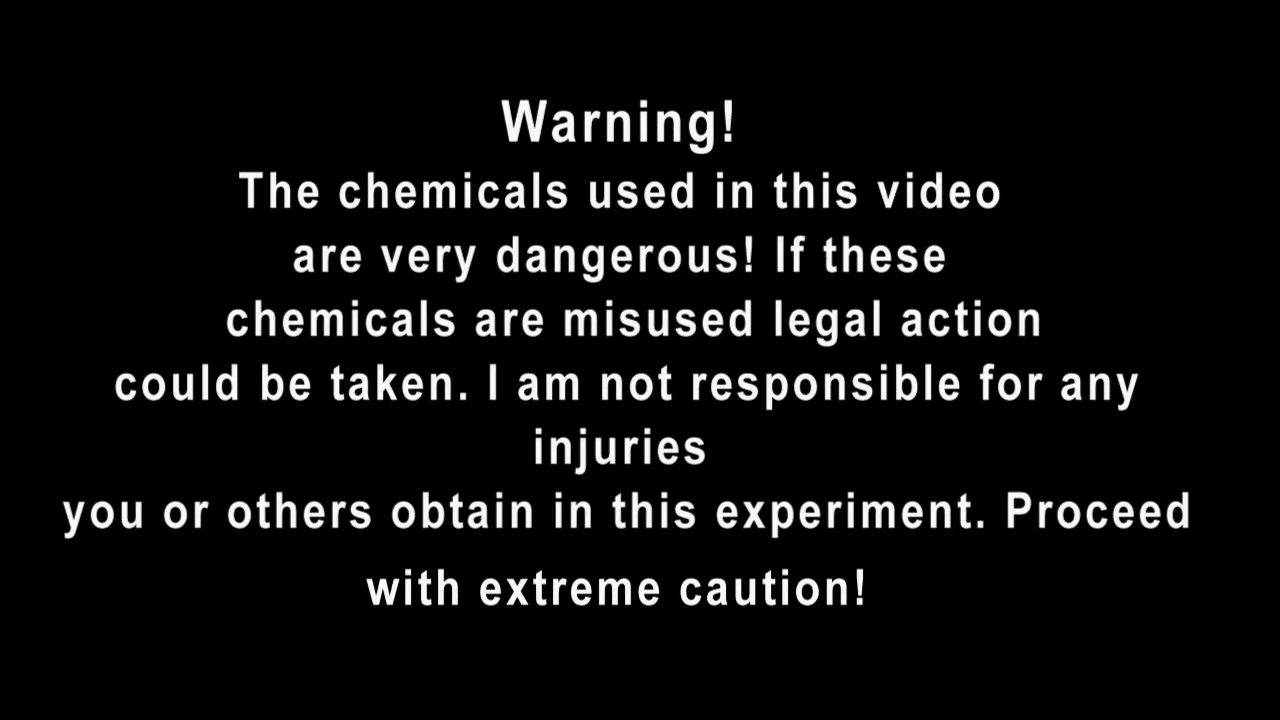 Warning!
The chemicals used in this video
are very dangerous! If these
chemicals are misused legal action
could be taken. I am not responsible for any
injuries
you or others obtain in this experiment. Proceed
with extreme caution!